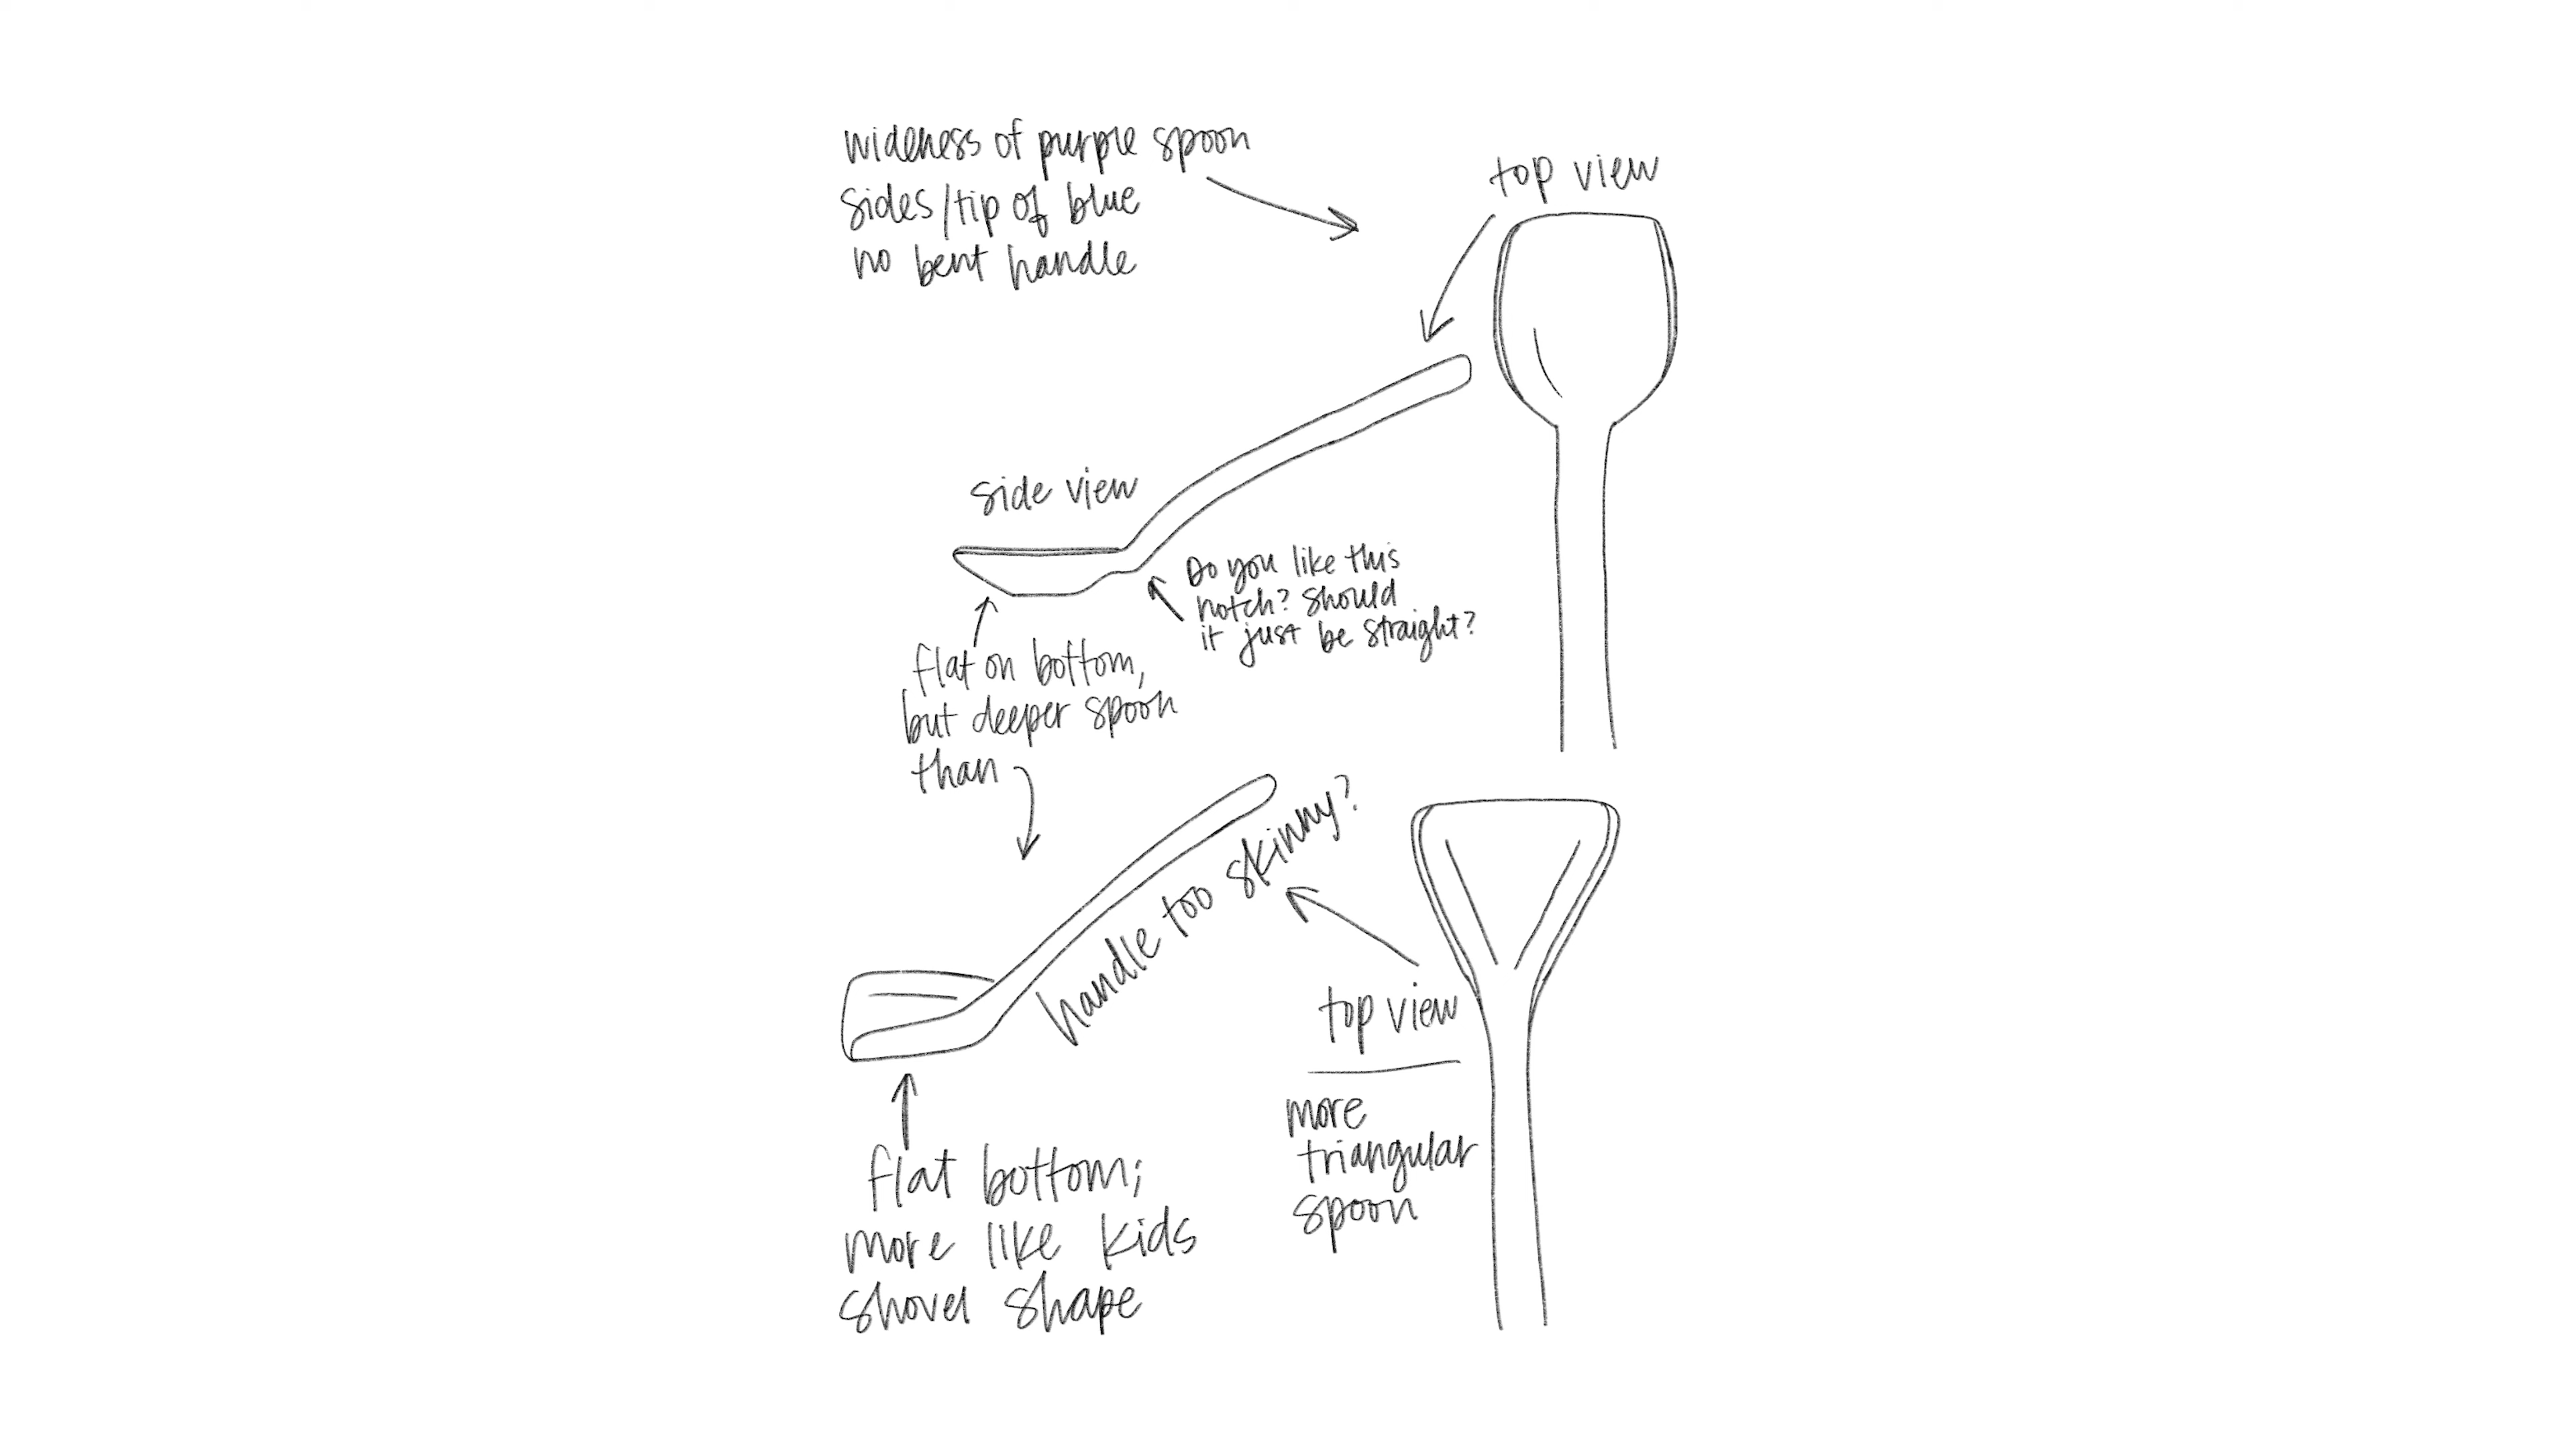 wideness of purple spoon
sides/tip of blue
no bent handle
top view
side view
Do you like this
notch? Should
it just be straight?
flat on bottom,
but deeper spoon
than
handle too skinny?
top view
more
triangular
spoon
flat bottom;
more like kids
shovel shape